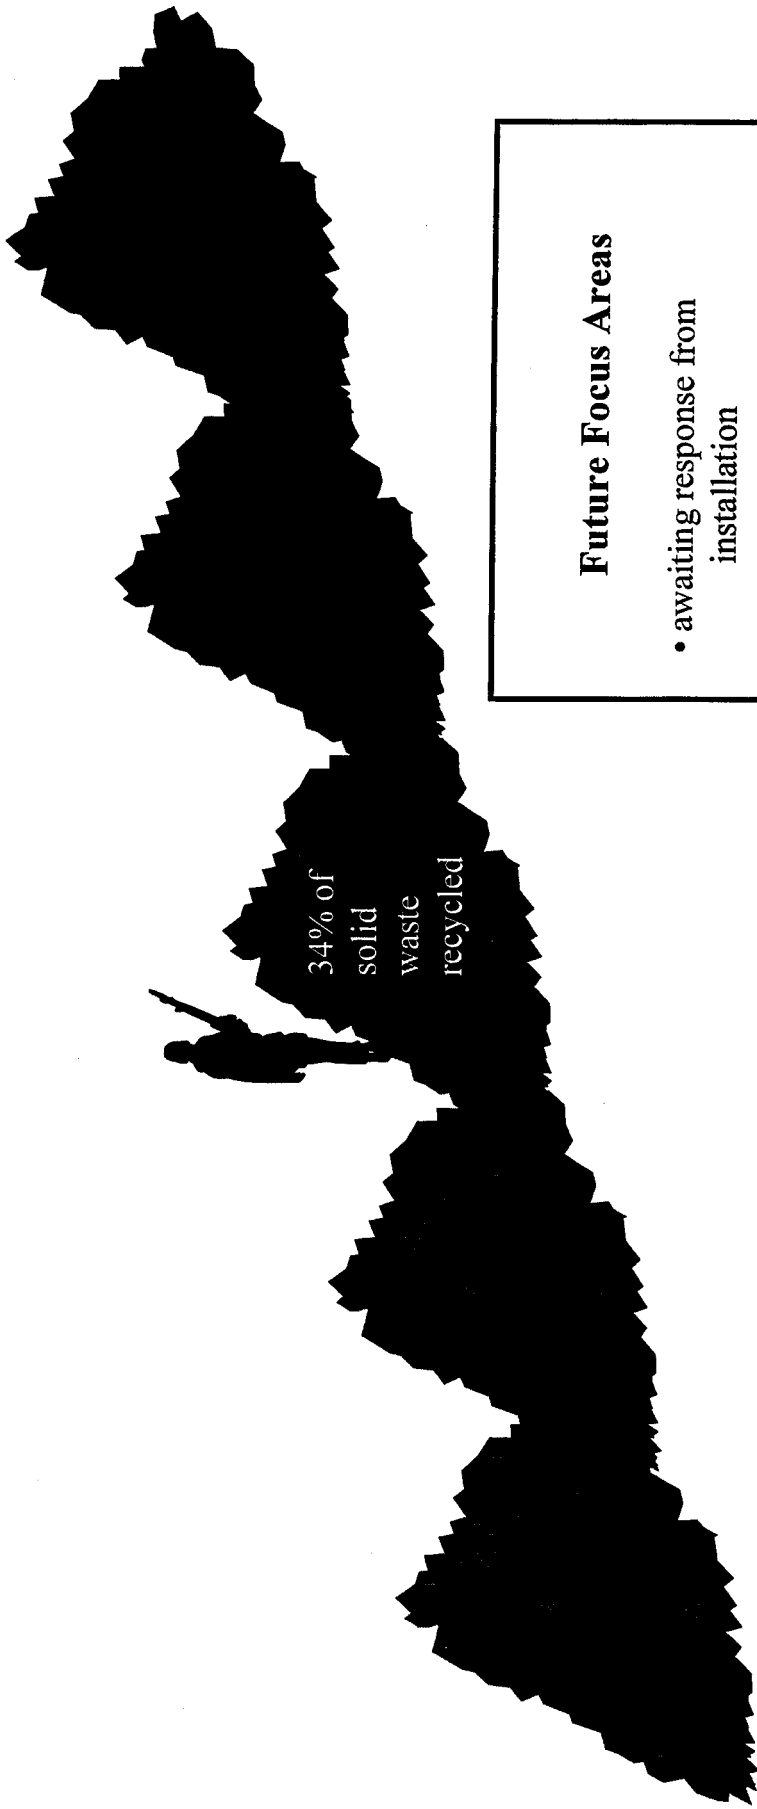 34% of
solid
waste
recycled
Future Focus Areas
• awaiting response from
installation